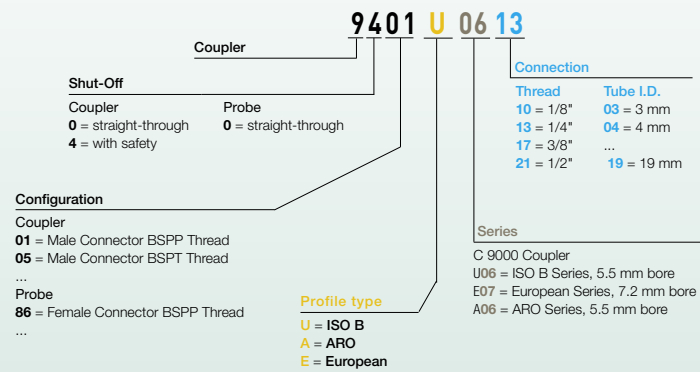 9401 U 06 13
Coupler
Shut-Off
Coupler Probe
0 = straight-through 0 = straight-through
4 = with safety
Connection
Thread Tube I.D.
10 = 1/8" 03 = 3 mm
13 = 1/4" 04 = 4 mm
17 = 3/8" ...
21 = 1/2" 19 = 19 mm
Configuration
Coupler
01 = Male Connector BSPP Thread
05 = Male Connector BSPT Thread
...
Probe
86 = Female Connector BSPP Thread
...
Profile type
U = ISO B
A = ARO
E = European
Series
C 9000 Coupler
U06 = ISO B Series, 5.5 mm bore
E07 = European Series, 7.2 mm bore
A06 = ARO Series, 5.5 mm bore